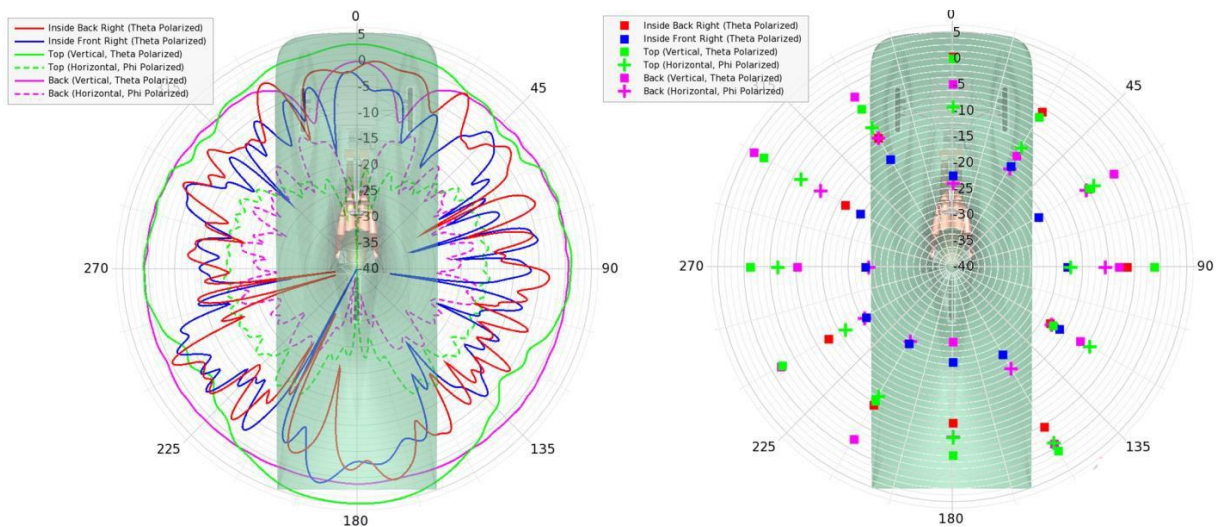 0
Inside Back Right (Theta Polarized)
Inside Front Right (Theta Polarized)
Top (Vertical, Theta Polarized)
Top (Horizontal, Phi Polarized)
Back (Vertical, Theta Polarized)
Back (Horizontal, Phi Polarized)
5
0
-5
-10
-15
-20
-25
-30
-35
-40
45
90
135
180
225
270
0
Inside Back Right (Theta Polarized)
Inside Front Right (Theta Polarized)
Top (Vertical, Theta Polarized)
Top (Horizontal, Phi Polarized)
Back (Vertical, Theta Polarized)
Back (Horizontal, Phi Polarized)
5
0
-5
-10
-15
-20
-25
-30
-35
-40
45
90
135
180
225
270